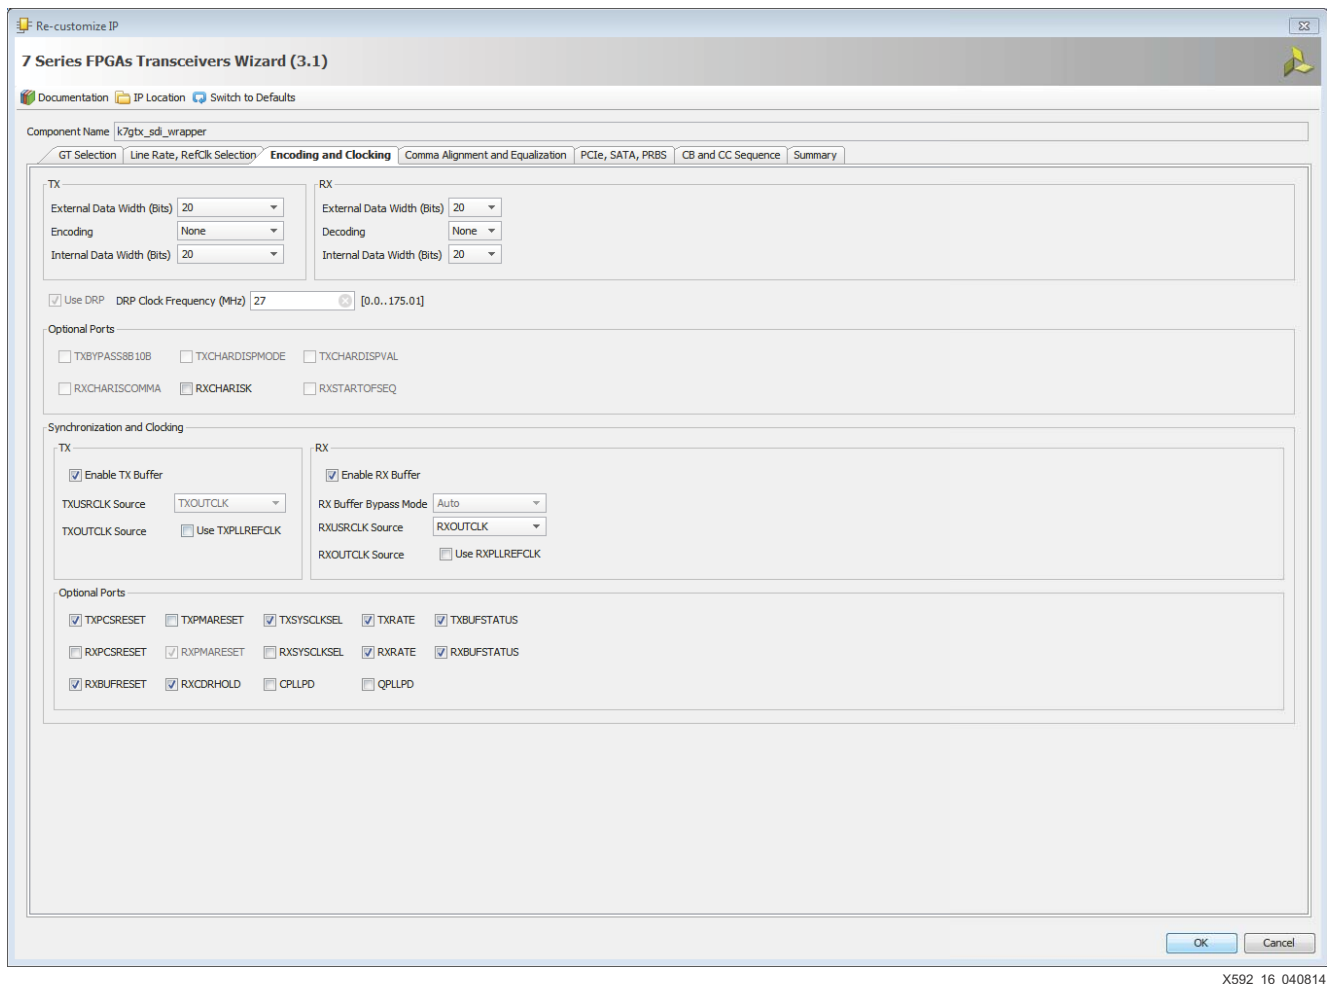 Re-customize IP
7 Series FPGAs Transceivers Wizard (3.1)
Documentation IP Location Switch to Defaults
Component Name k7gtx_sdi_wrapper
GT Selection Line Rate, RefClk Selection Encoding and Clocking Comma Alignment and Equalization PCIe, SATA, PRBS CB and CC Sequence Summary
TX RX
External Data Width (Bits) 20 External Data Width (Bits) 20
Encoding None Decoding None
Internal Data Width (Bits) 20 Internal Data Width (Bits) 20
Use DRP DRP Clock Frequency (MHz) 27 [0.0..175.01]
Optional Ports
TXBYPASS8B10B TXCHARDISPMODE TXCHARDISPVAL
RXCHARISCOMMA RXCHARISK RXSTARTOFSEQ
Synchronization and Clocking
TX RX
Enable TX Buffer Enable RX Buffer
TXUSRCLK Source TXOUTCLK RX Buffer Bypass Mode Auto
TXOUTCLK Source Use TXPLLREFCLK RXUSRCLK Source RXOUTCLK
RXOUTCLK Source Use RXPLLREFCLK
Optional Ports
TXPCSRESET TXPMARESET TXSYSCLKSEL TXRATE TXBUFSTATUS
RXPCSRESET RXPMARESET RXSYSCLKSEL RXRATE RXBUFSTATUS
RXBUFRESET RXCDRHOLD CPLLPD QPLLPD
OK Cancel
X592_16_040814